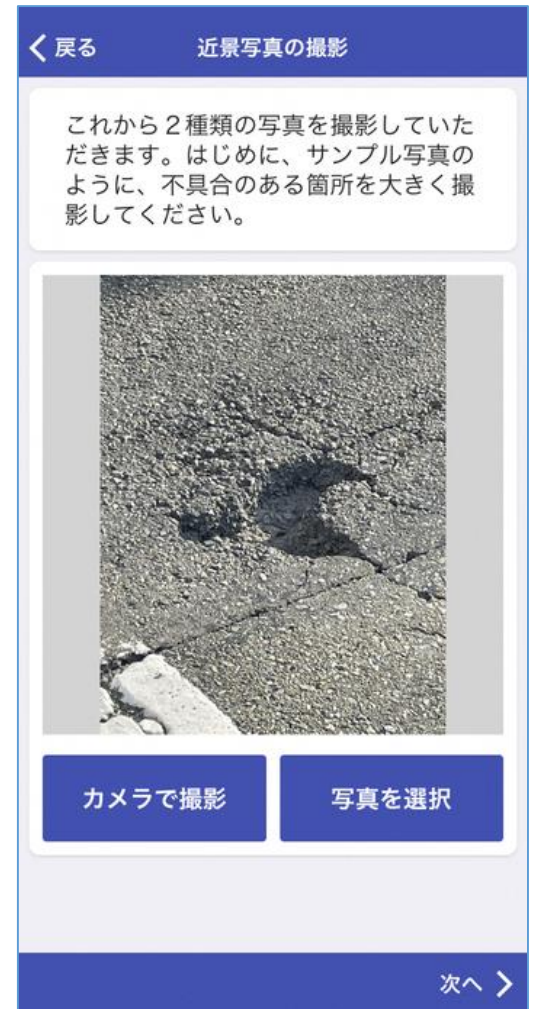 戻る
近景写真の撮影
これから２種類の写真を撮影していた
だきます。はじめに、サンプル写真の
ように、不具合のある箇所を大きく撮
影してください。
カメラで撮影
写真を選択
次へ